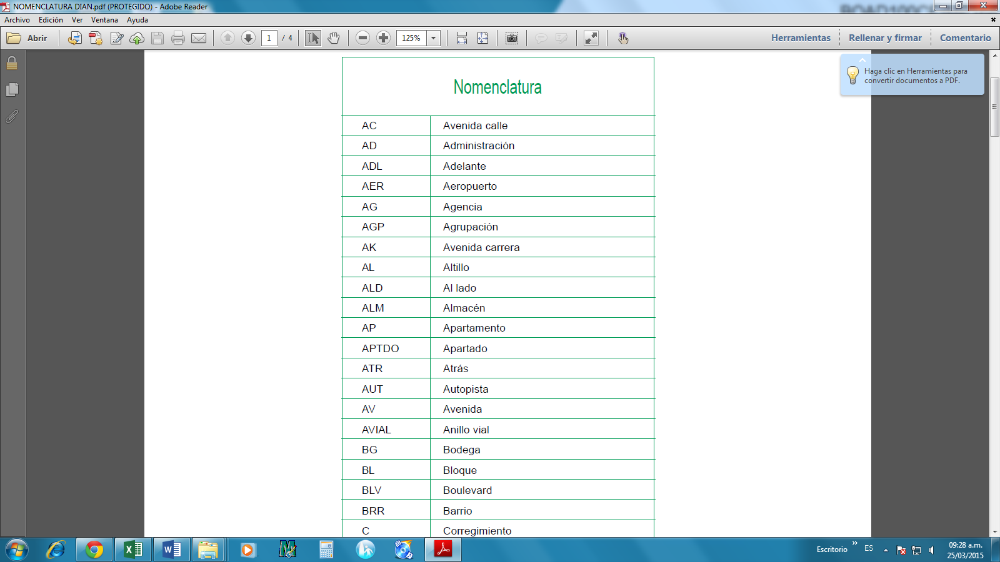 NOMENCLATURA DIAN.pdf (PROTEGIDO) - Adobe Reader
Archivo Edición Ver Ventana Ayuda
Abrir 1 / 4 125% Herramientas Rellenar y firmar Comentario
Haga clic en Herramientas para
convertir documentos a PDF.
Nomenclatura
AC Avenida calle
AD Administración
ADL Adelante
AER Aeropuerto
AG Agencia
AGP Agrupación
AK Avenida carrera
AL Altillo
ALD Al lado
ALM Almacén
AP Apartamento
APTDO Apartado
ATR Atrás
AUT Autopista
AV Avenida
AVIAL Anillo vial
BG Bodega
BL Bloque
BLV Boulevard
BRR Barrio
C Corregimiento
Escritorio » ES 09:28 a.m.
25/03/2015